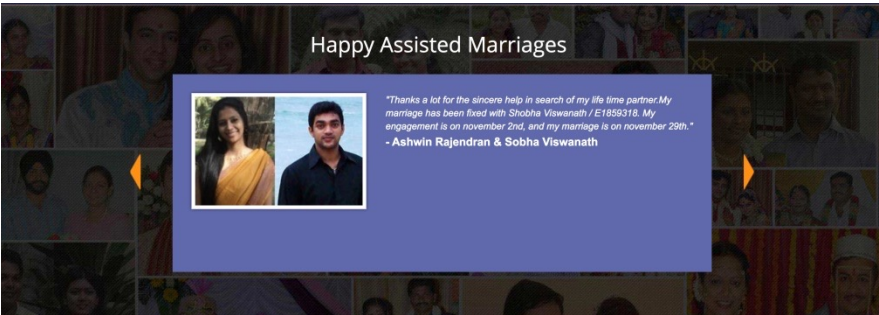 Happy Assisted Marriages
"Thanks a lot for the sincere help in search of my life time partner.My
marriage has been fixed with Shobha Viswanath / E1859318. My
engagement is on november 2nd, and my marriage is on november 29th."
- Ashwin Rajendran & Sobha Viswanath